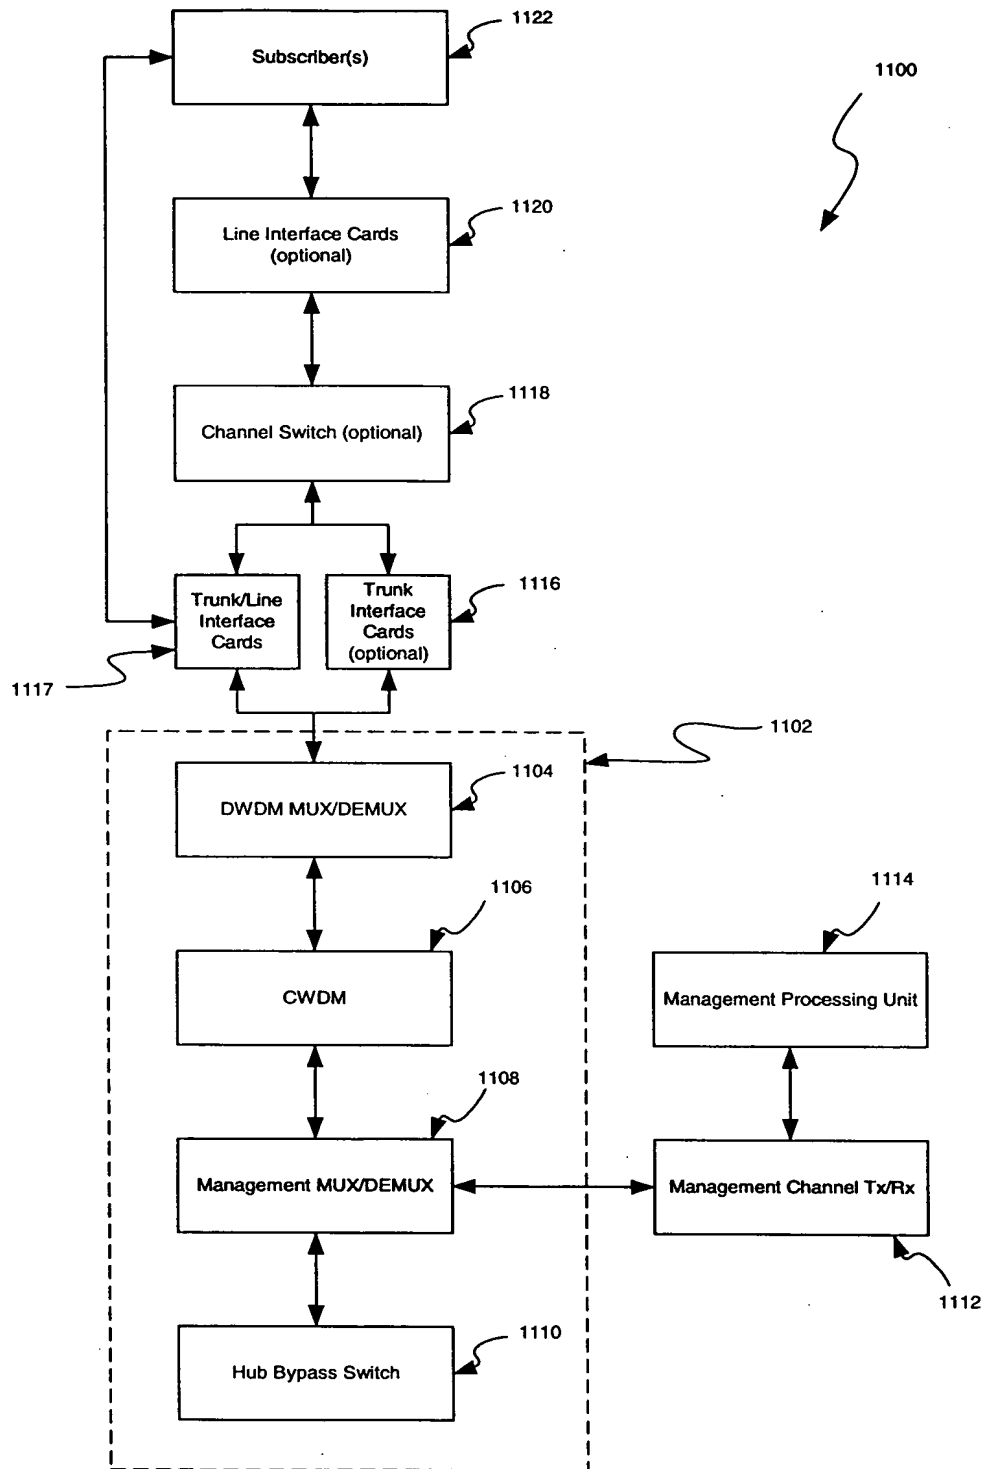 1122
Subscriber(s)
1100
1120
Line Interface Cards
(optional)
1118
Channel Switch (optional)
1116
Trunk/Line
Interface
Cards
Trunk
Interface
Cards
(optional)
1117
1102
1104
DWDM MUX/DEMUX
1106
1114
CWDM
Management Processing Unit
1108
Management MUX/DEMUX
Management Channel Tx/Rx
1112
1110
Hub Bypass Switch